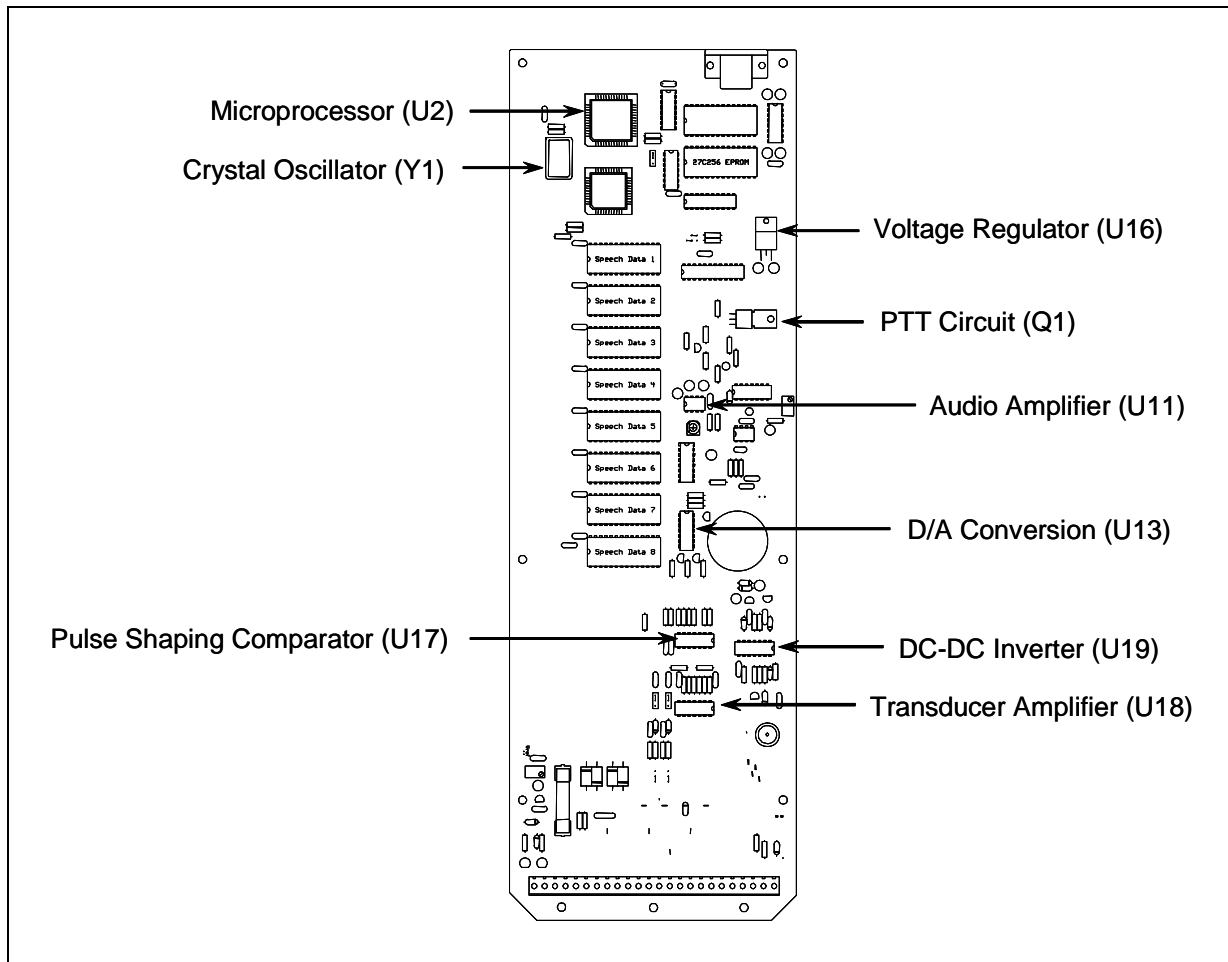 Microprocessor (U2)
Crystal Oscillator (Y1)
27C256 EPROM
Voltage Regulator (U16)
Speech Data 1
Speech Data 2
PTT Circuit (Q1)
Speech Data 3
Speech Data 4
Audio Amplifier (U11)
Speech Data 5
Speech Data 6
Speech Data 7
D/A Conversion (U13)
Speech Data 8
Pulse Shaping Comparator (U17)
DC-DC Inverter (U19)
Transducer Amplifier (U18)